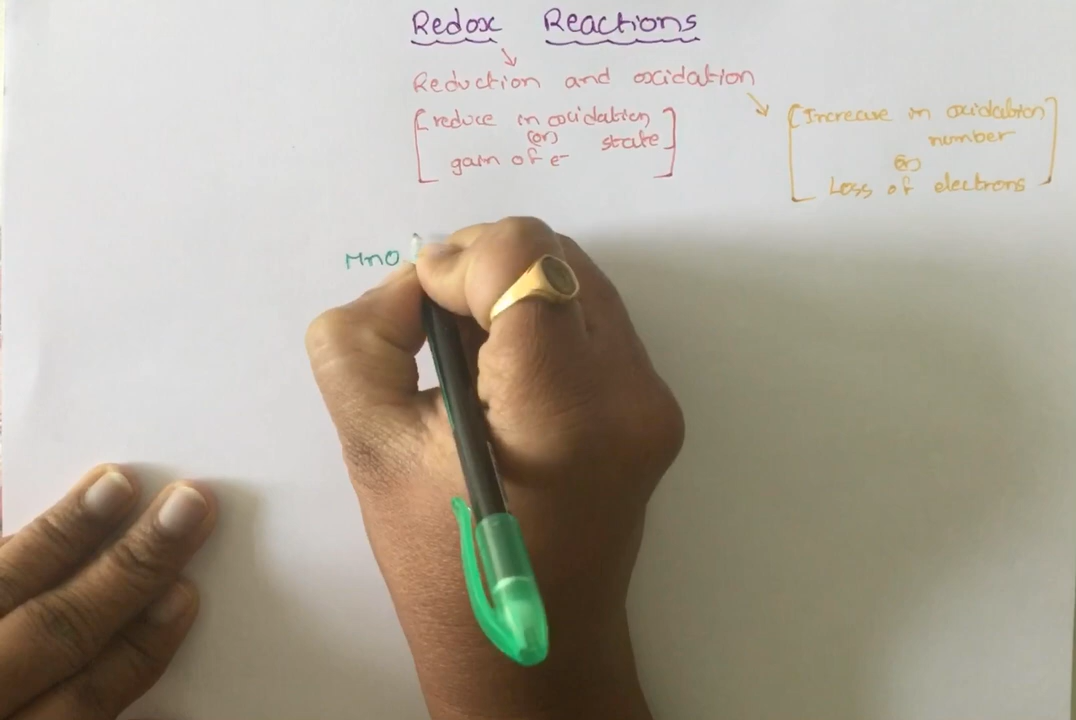 Redox Reactions
Reduction and oxidation
[reduce in oxidation
(or) state]
gain of e-
[Increase in oxidation
number
(or)
Loss of electrons]
MnO